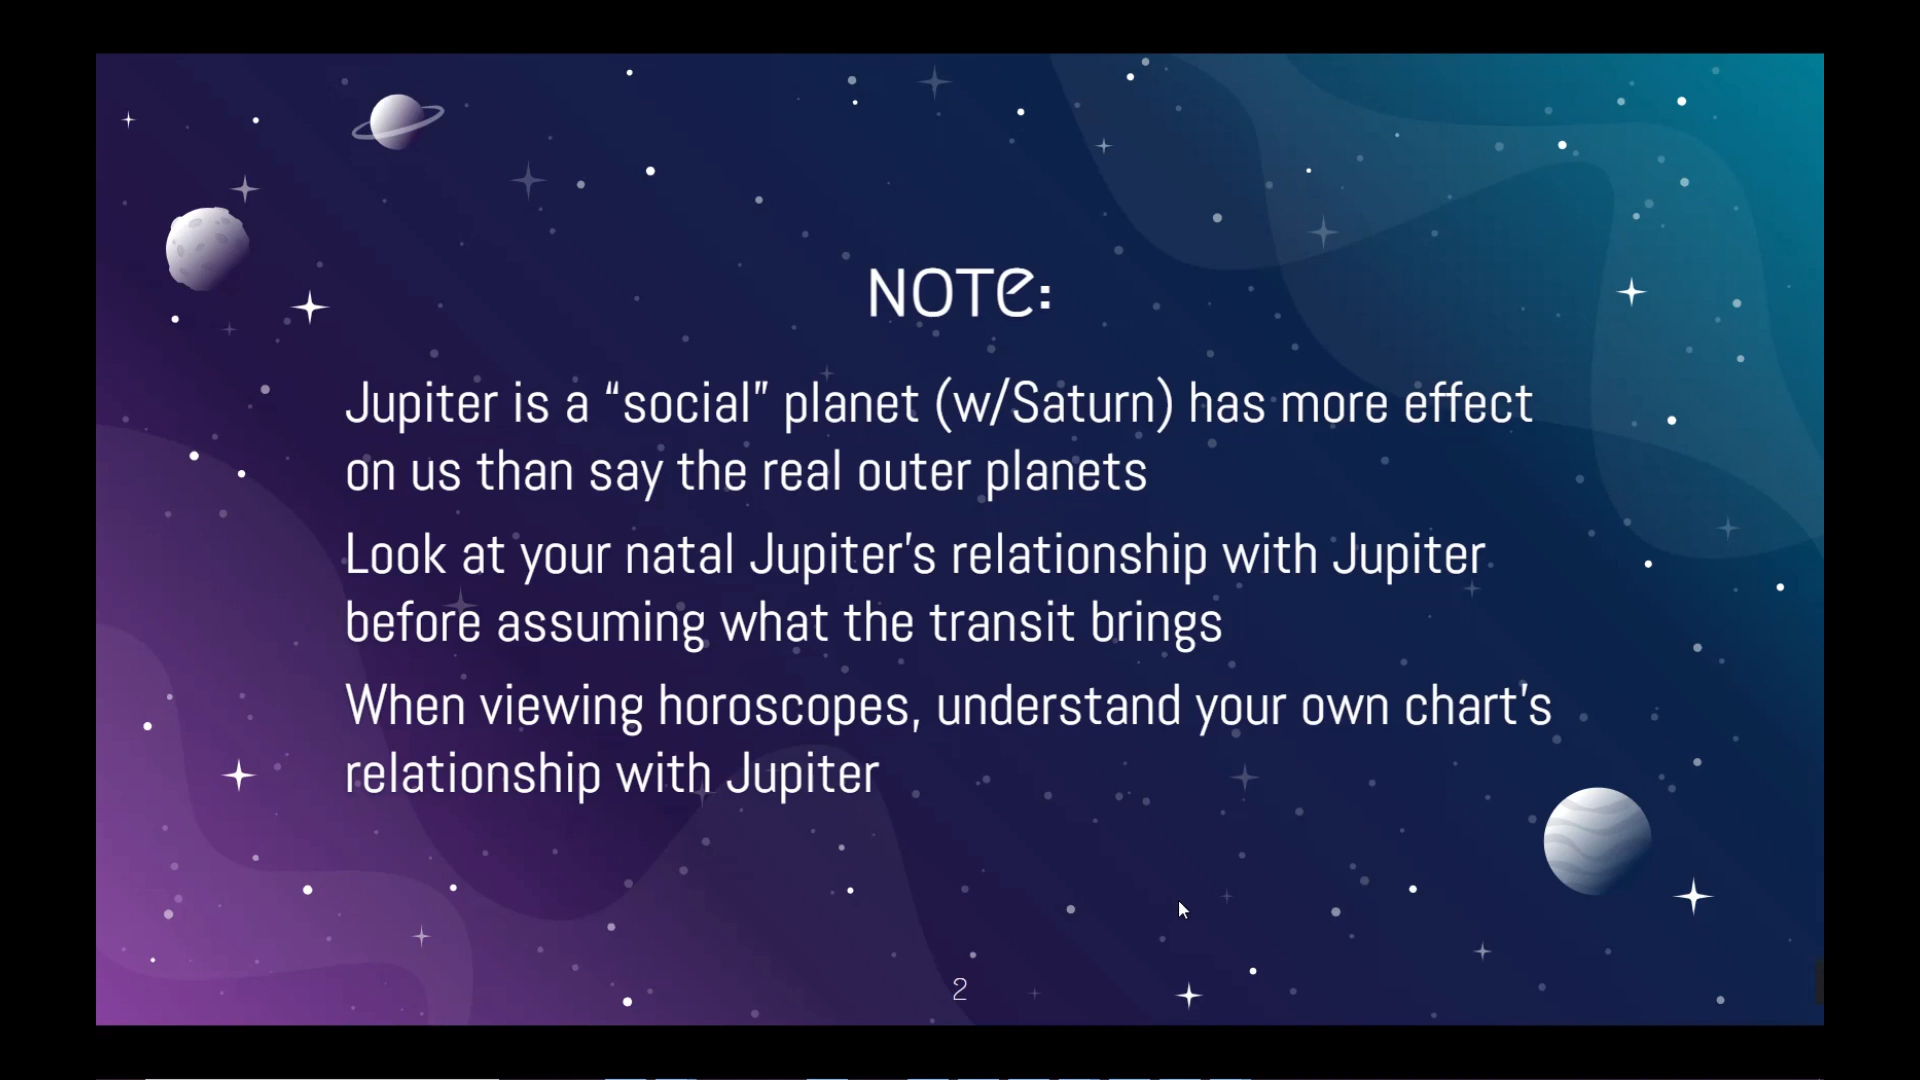 NOTE:
Jupiter is a “social” planet (w/Saturn) has more effect
on us than say the real outer planets
Look at your natal Jupiter’s relationship with Jupiter
before assuming what the transit brings
When viewing horoscopes, understand your own chart’s
relationship with Jupiter
2